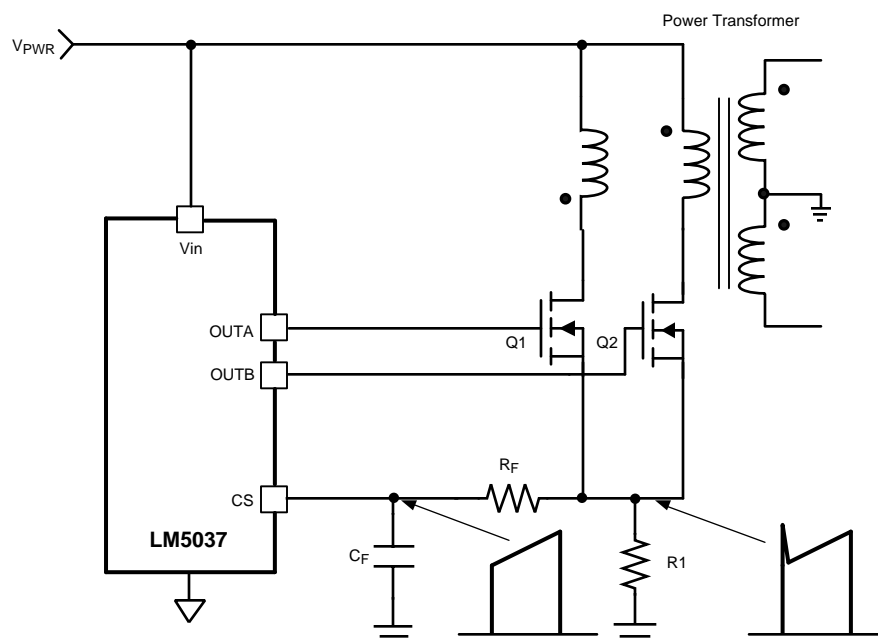 Power Transformer
VPWR
Vin
OUTA
Q1
Q2
OUTB
RF
CS
LM5037
CF
R1